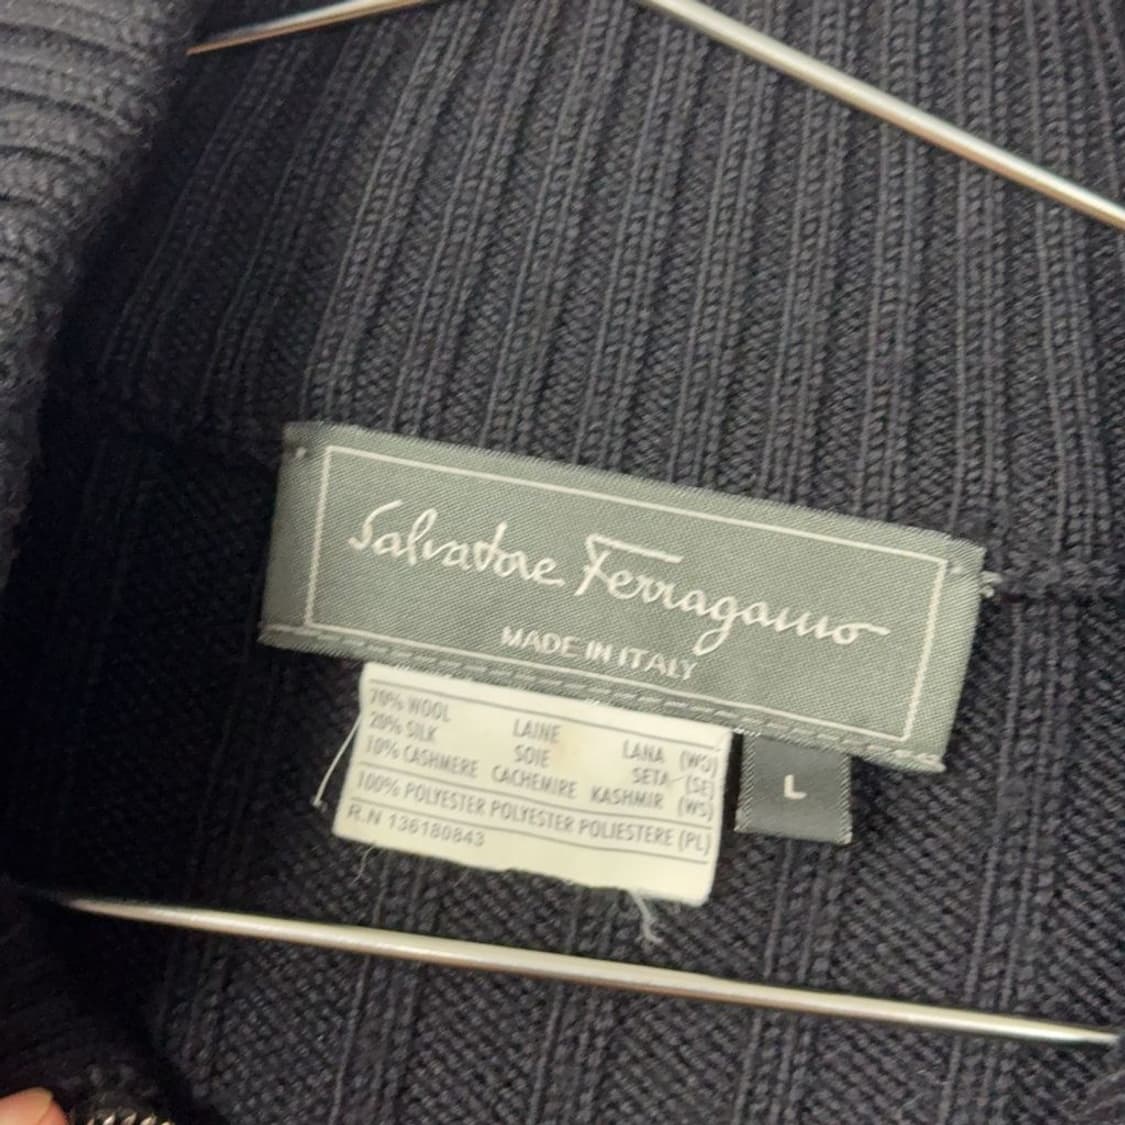 Salvatore Ferragamo
MADE IN ITALY
70% WOOL LAINE LANA (WO)
20% SILK SOIE SETA (SE)
10% CASHMERE CACHEMIRE KASHMIR (WS)
100% POLYESTER POLYESTER POLIESTERE (PL)
R.N 136180843
L